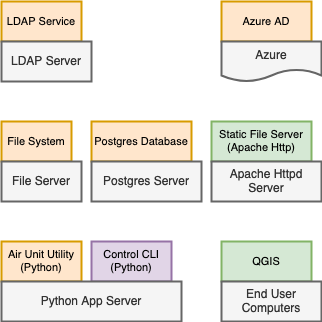 LDAP Service
LDAP Server
Azure AD
Azure
File System
File Server
Postgres Database
Postgres Server
Static File Server
(Apache Http)
Apache Httpd
Server
Air Unit Utility
(Python)
Control CLI
(Python)
Python App Server
QGIS
End User
Computers